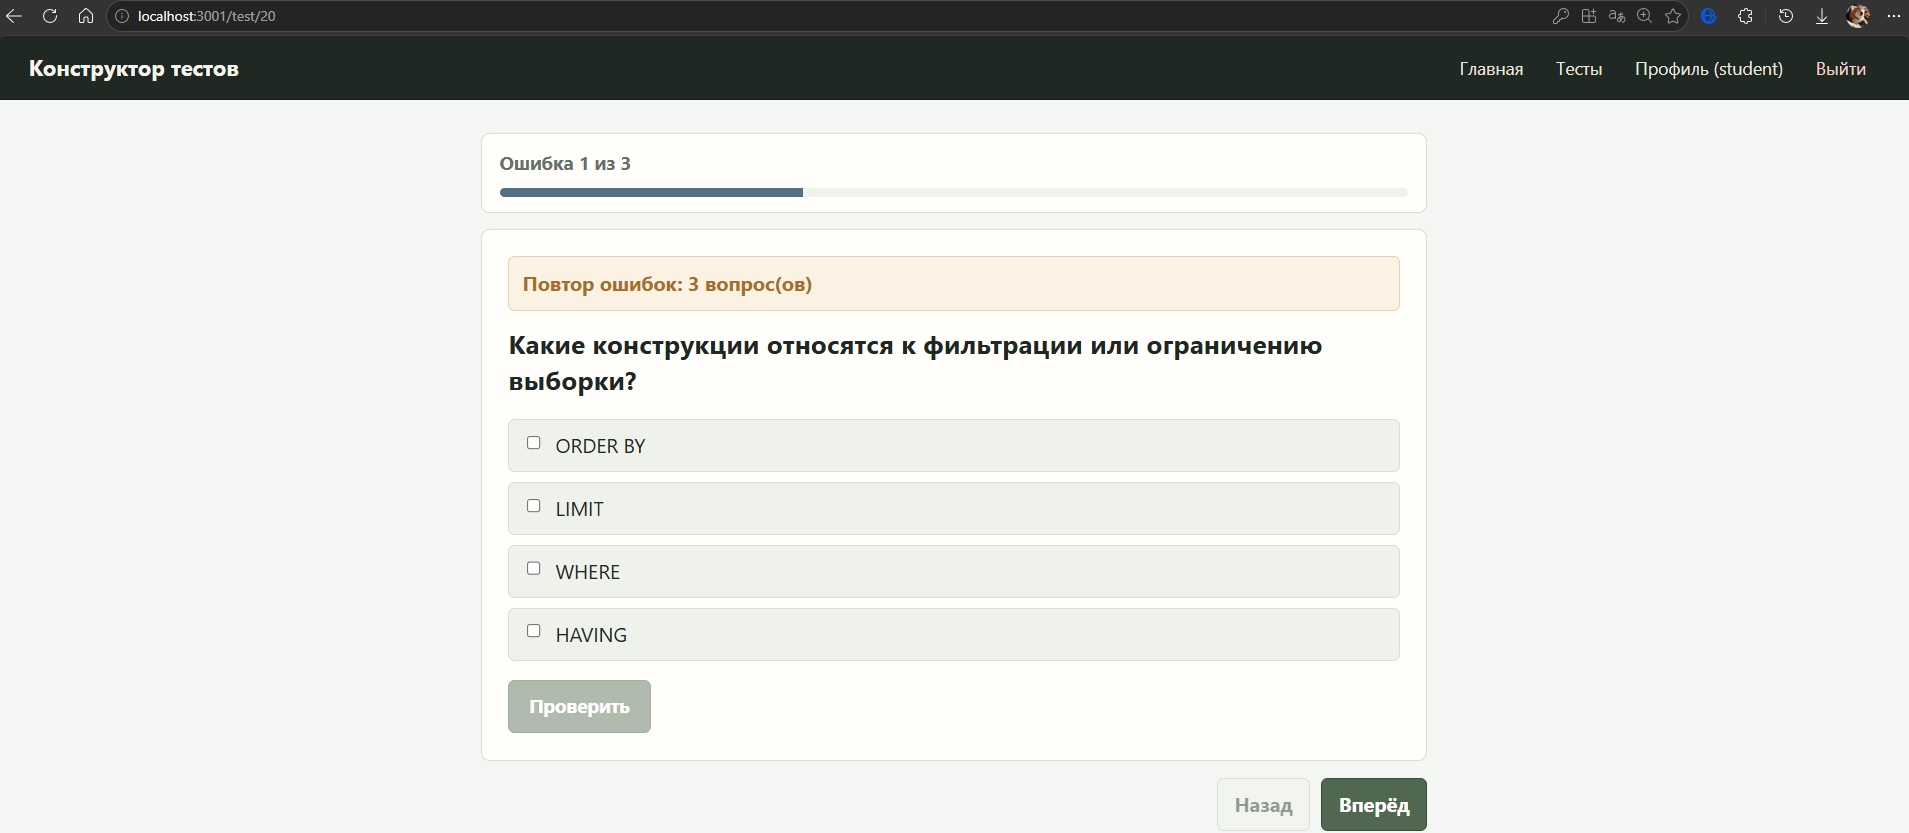 localhost:3001/test/20
Конструктор тестов
Главная Тесты Профиль (student) Выйти
Ошибка 1 из 3
Повтор ошибок: 3 вопрос(ов)
Какие конструкции относятся к фильтрации или ограничению
выборки?
ORDER BY
LIMIT
WHERE
HAVING
Проверить
Назад Вперёд